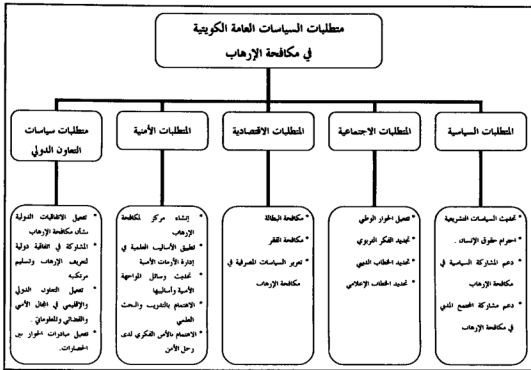 متطلبات السياسات العامة الكويتية
في مكافحة الإرهاب
المتطلبات السياسية
المتطلبات الاجتماعية
المتطلبات الاقتصادية
المتطلبات الأمنية
متطلبات سياسات
التعاون الدولي
* تحديث السياسات التشريعية
* احترام حقوق الإنسان .
* دعم المشاركة السياسية في
مكافحة الإرهاب
* دعم مشاركة المجتمع المدني
في مكافحة الإرهاب
* تفعيل الحوار الوطني
* تجديد الفكر التربوي
* تجديد الخطاب الديني
* تجديد الخطاب الإعلامي
* مكافحة البطالة
* مكافحة الفقر
* تعزيز السياسات المصرفية في
مكافحة الإرهاب
* إنشاء مركز لمكافحة
الإرهاب
* تطبيق الأساليب العلمية في
إدارة الأزمات الأمنية
* تحديث وسائل المواجهة
الأمنية وأساليبها
* الاهتمام بالتدريب والبحث
العلمي
* الاهتمام بالأمن الفكري لدى
رجل الأمن
* تفعيل الاتفاقيات الدولية
بشأن مكافحة الإرهاب
* المشاركة في اتفاقية دولية
لتعريف الإرهاب وتسليم
مرتكبيه
* تفعيل التعاون الدولي
والإقليمي في المجال الأمني
والقضائي والمعلوماتي .
* تفعيل مبادرات الحوار بين
الحضارات.